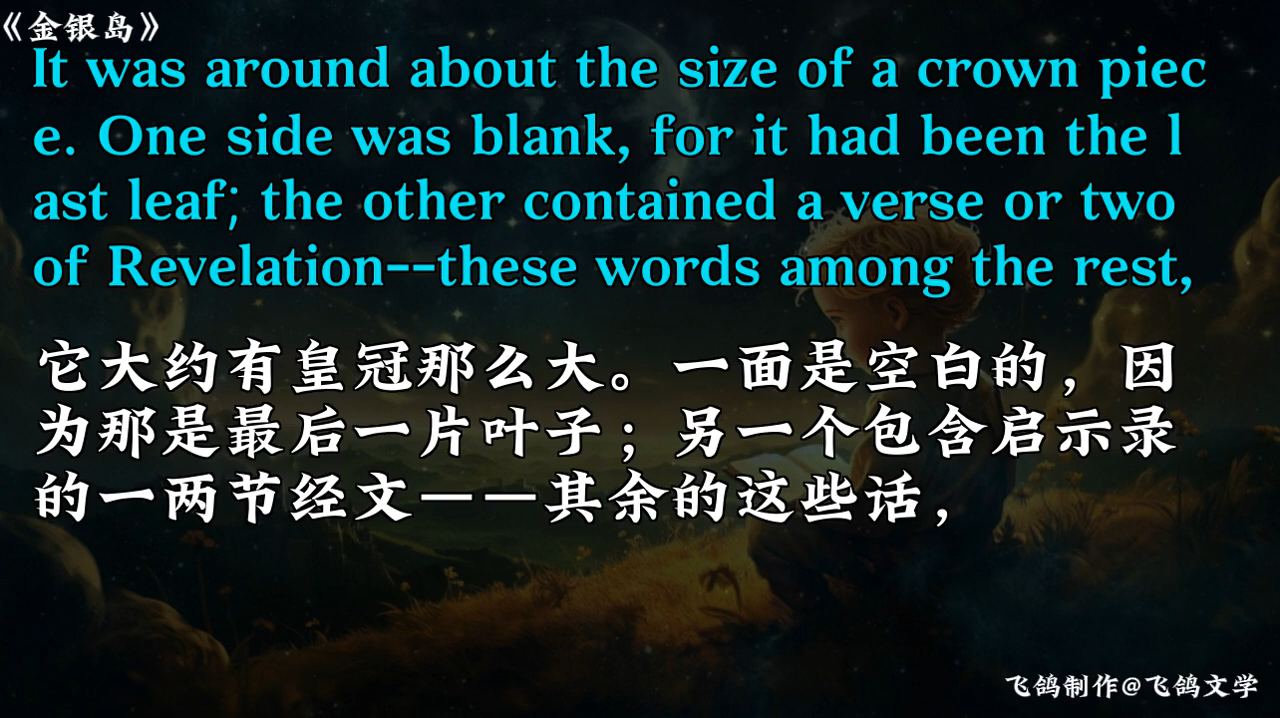 《金银岛》
It was around about the size of a crown piec
e. One side was blank, for it had been the l
ast leaf; the other contained a verse or two
of Revelation--these words among the rest,
它大约有皇冠那么大。一面是空白的，因
为那是最后一片叶子；另一个包含启示录
的一两节经文——其余的这些话，
飞鸽制作@飞鸽文学